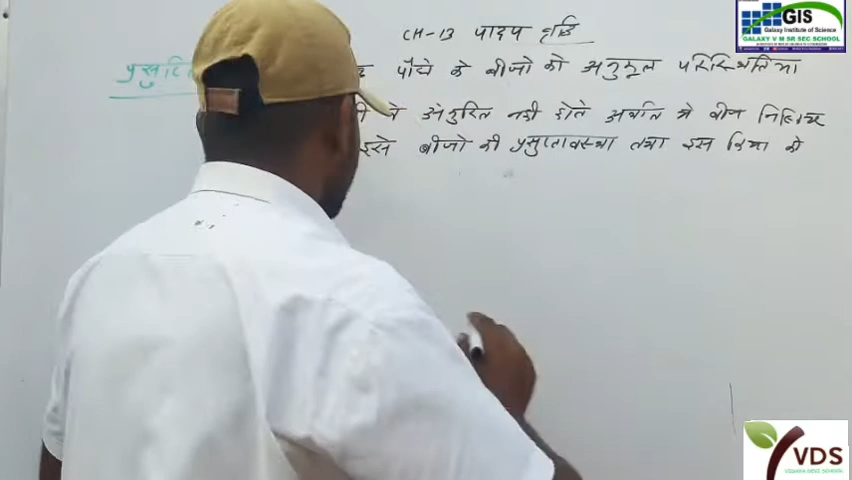 CH-13 पादप वृद्धि
पौधो के बीजो को अनुकूल परिस्थितिया
मे अंकुरित नही होते अर्थात ये बीज निष्क्रिय
इसे बीजो की प्रसुप्तावस्था तथा इस क्रिया को
GIS
Galaxy Institute of Science
GALAXY V M SR SEC SCHOOL
VDS